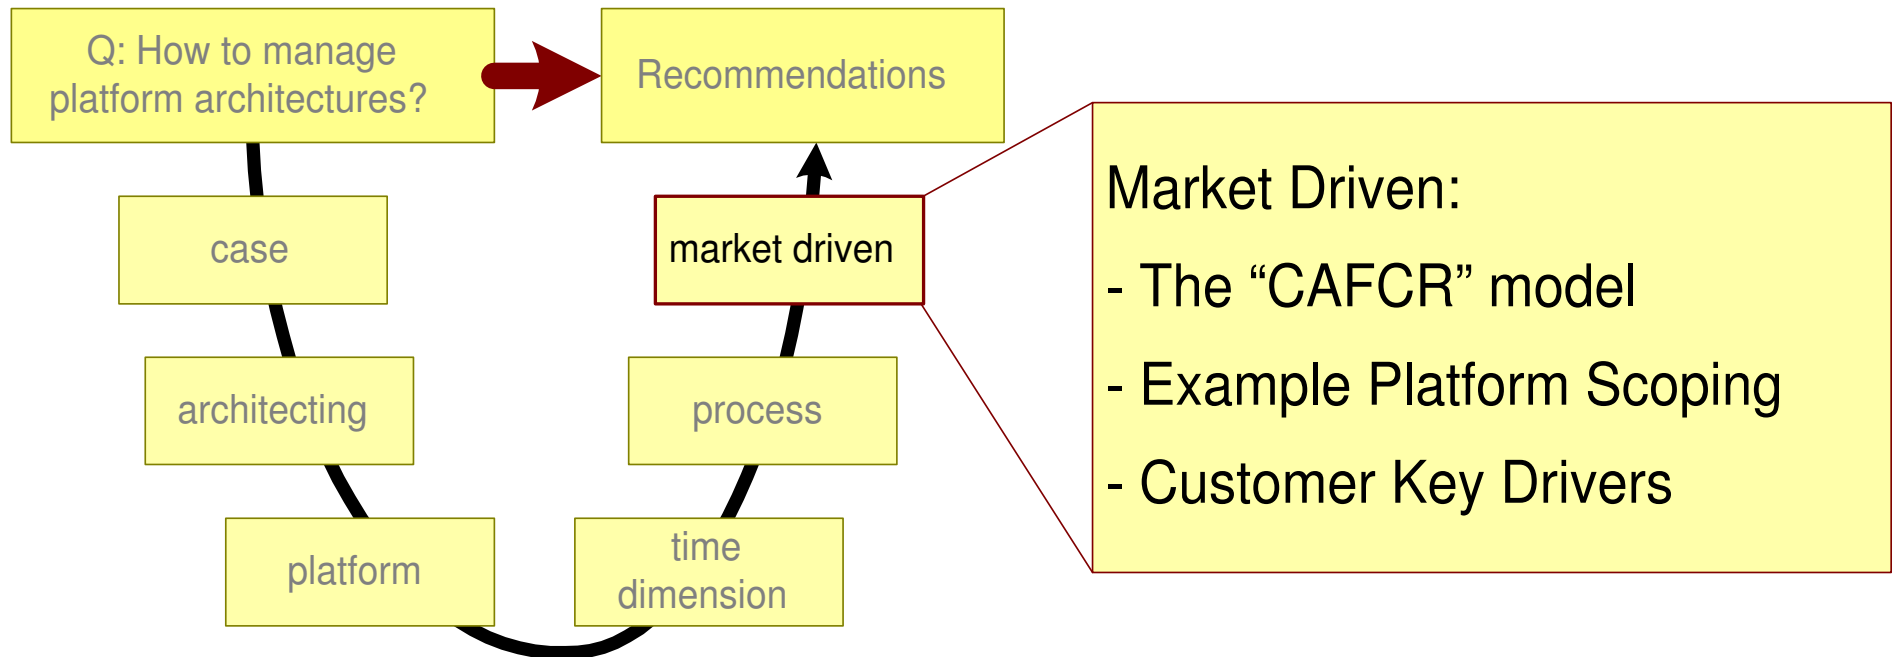 Q: How to manage
platform architectures?
Recommendations
case
architecting
platform
time
dimension
process
market driven
Market Driven:
- The “CAFCR” model
- Example Platform Scoping
- Customer Key Drivers